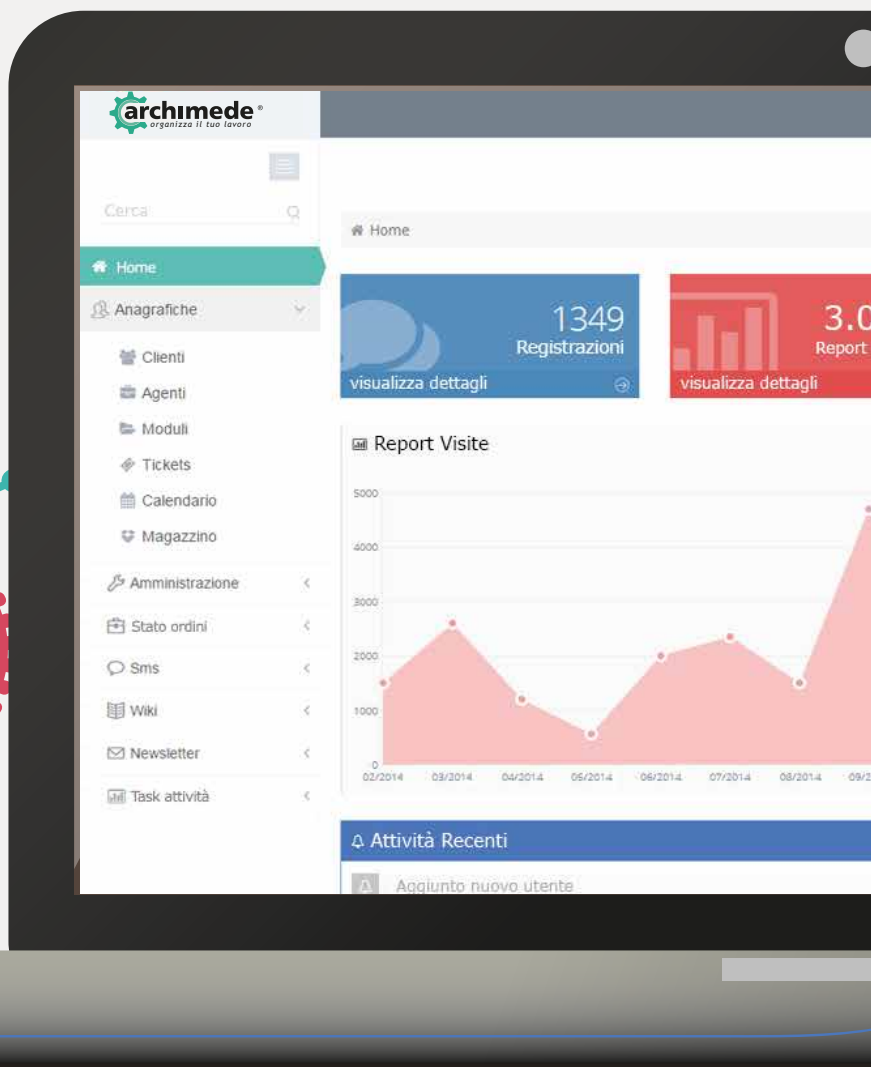 archımede®
organizza il tuo lavoro
Cerca
Home
Anagrafiche
Clienti
Agenti
Moduli
Tickets
Calendario
Magazzino
Amministrazione
Stato ordini
Sms
Wiki
Newsletter
Task attività
Home
1349
Registrazioni
visualizza dettagli
3.0
Report
visualizza dettagli
Report Visite
5000
4000
3000
2000
1000
0
02/2014 03/2014 04/2014 05/2014 06/2014 07/2014 08/2014 09/2
Attività Recenti
Aggiunto nuovo utente